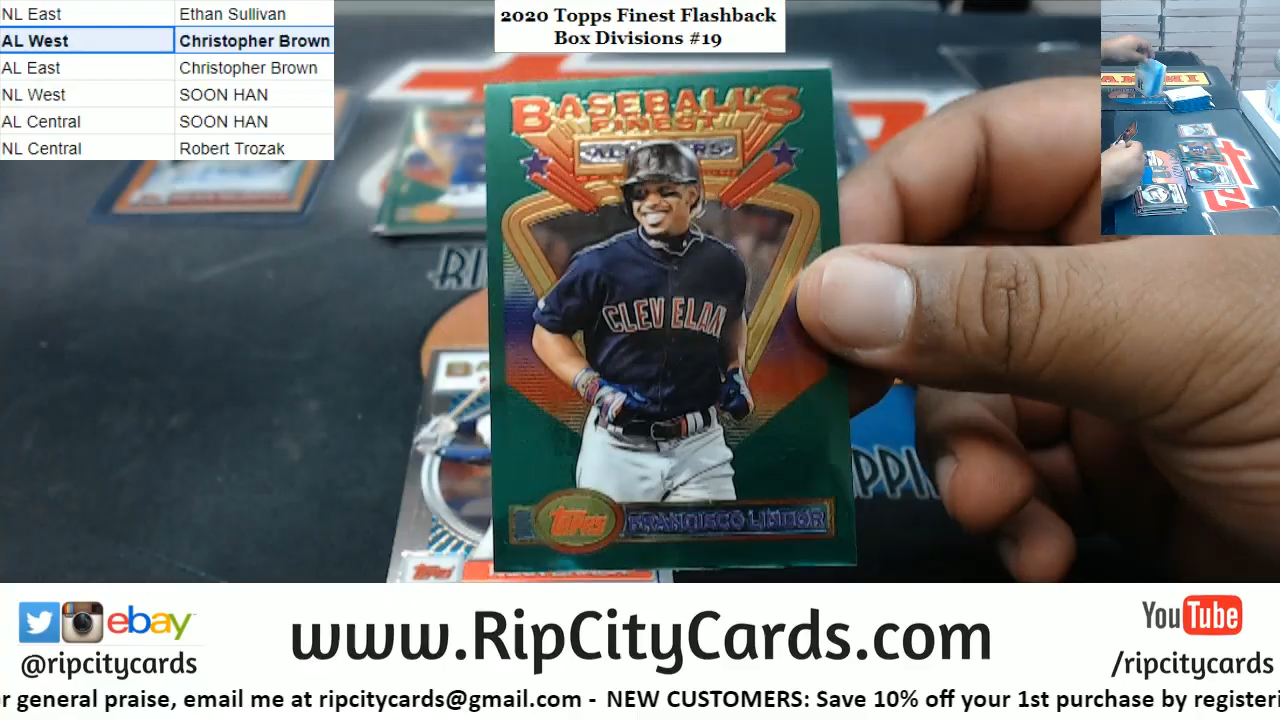 NL East Ethan Sullivan
AL West Christopher Brown
AL East Christopher Brown
NL West SOON HAN
AL Central SOON HAN
NL Central Robert Trozak
2020 Topps Finest Flashback
Box Divisions #19
BASEBALL'S
FINEST
CLEVELAN
Topps FRANCISCO LINDOR
Topps
ebay
@ripcitycards
www.RipCityCards.com
YouTube
/ripcitycards
r general praise, email me at ripcitycards@gmail.com - NEW CUSTOMERS: Save 10% off your 1st purchase by registeri